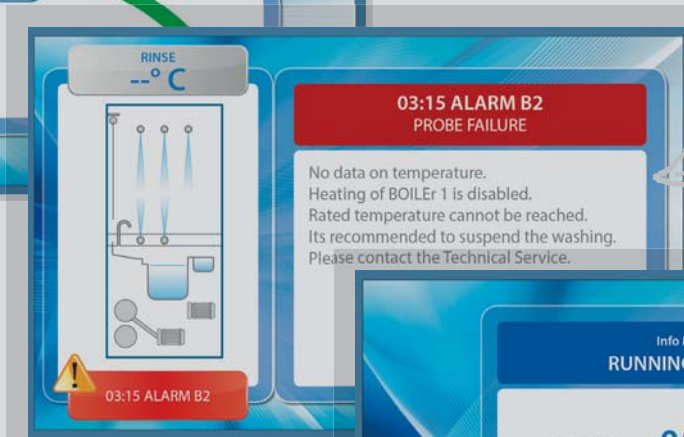 RINSE
--° C
03:15 ALARM B2
PROBE FAILURE
No data on temperature.
Heating of BOILEr 1 is disabled.
Rated temperature cannot be reached.
Its recommended to suspend the washing.
Please contact the Technical Service.
03:15 ALARM B2
Info
RUNNING